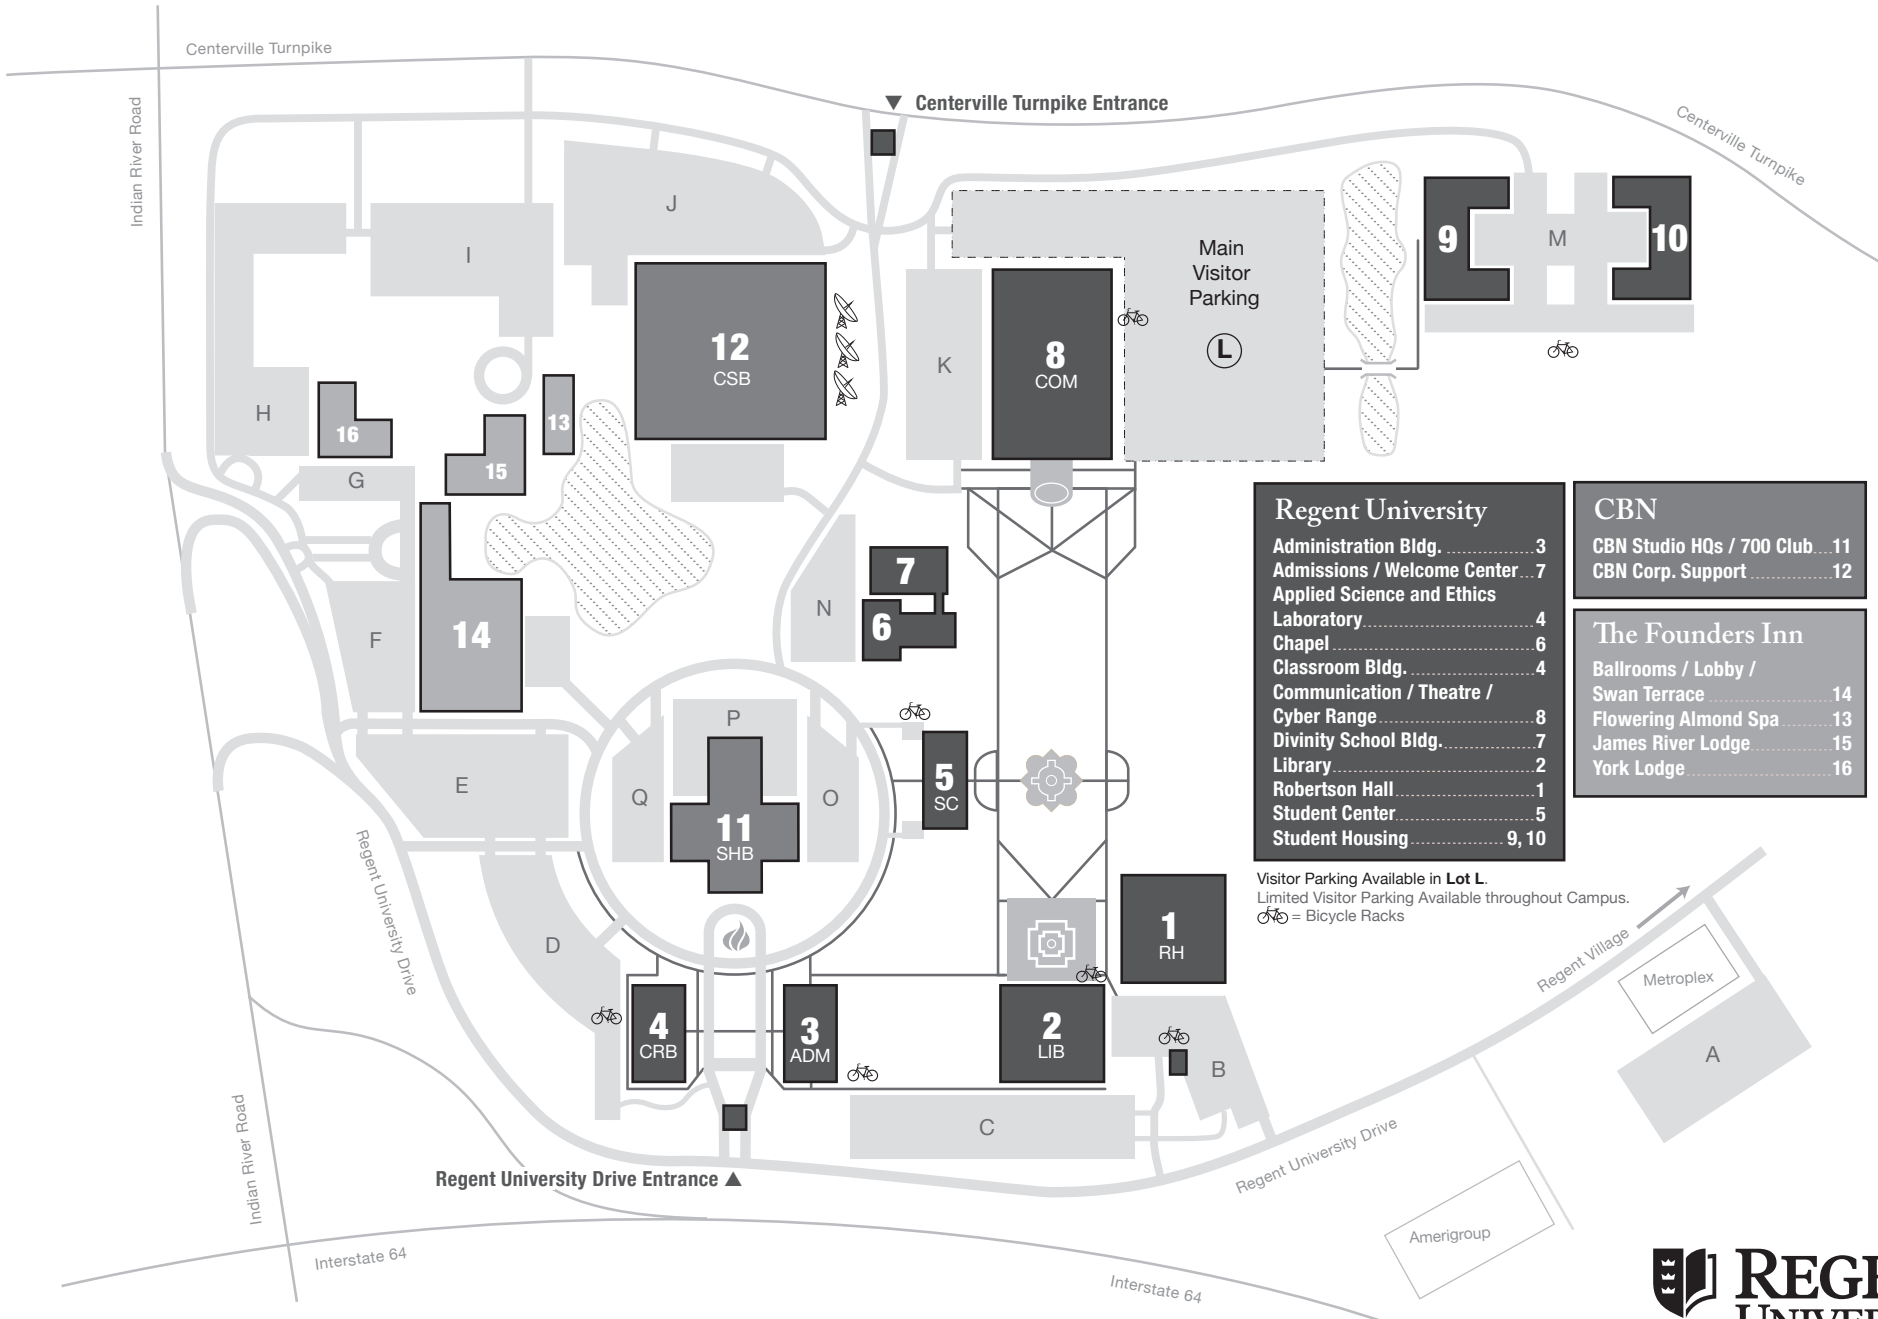 Centerville Turnpike
Indian River Road
▼ Centerville Turnpike Entrance
Centerville Turnpike
J
I
Main
Visitor
Parking
L
K
9
M
10
12
CSB
8
COM
H
16
13
15
G
14
F
7
6
N
Regent University
Administration Bldg. 3
Admissions / Welcome Center 7
Applied Science and Ethics
Laboratory 4
Chapel 6
Classroom Bldg. 4
Communication / Theatre /
Cyber Range 8
Divinity School Bldg. 7
Library 2
Robertson Hall 1
Student Center 5
Student Housing 9, 10
CBN
CBN Studio HQs / 700 Club 11
CBN Corp. Support 12
The Founders Inn
Ballrooms / Lobby /
Swan Terrace 14
Flowering Almond Spa 13
James River Lodge 15
York Lodge 16
Visitor Parking Available in Lot L.
Limited Visitor Parking Available throughout Campus.
= Bicycle Racks
P
E
Q
O
11
SHB
5
SC
Regent University Drive
D
1
RH
4
CRB
3
ADM
2
LIB
B
C
Regent Village
Metroplex
A
Indian River Road
Regent University Drive Entrance ▲
Regent University Drive
Amerigroup
Interstate 64
Interstate 64